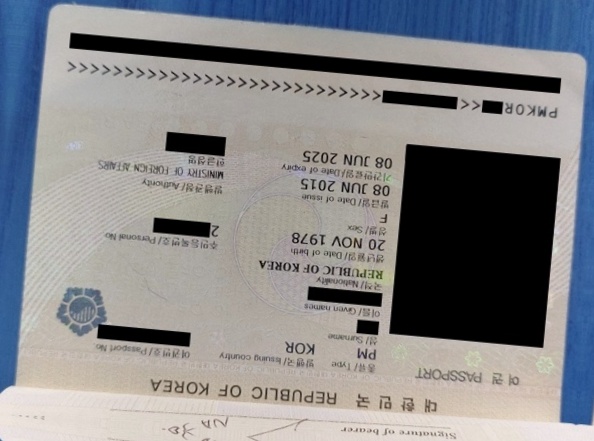 Signature of bearer
대한민국 REPUBLIC OF KOREA
여권 PASSPORT
종류/ Type 발행국/ Issuing country 여권번호/ Passport No
PM KOR
성/ Surname
이름/ Given names
국적/ Nationality
REPUBLIC OF KOREA
생년월일/ Date of birth 주민등록번호/ Personal No
20 NOV 1978 2
성별/ Sex
F
발급일/ Date of issue 발행관청/ Authority
08 JUN 2015 MINISTRY OF FOREIGN AFFAIRS
기간만료일/ Date of expiry 한글성명
08 JUN 2025
PMKOR <<